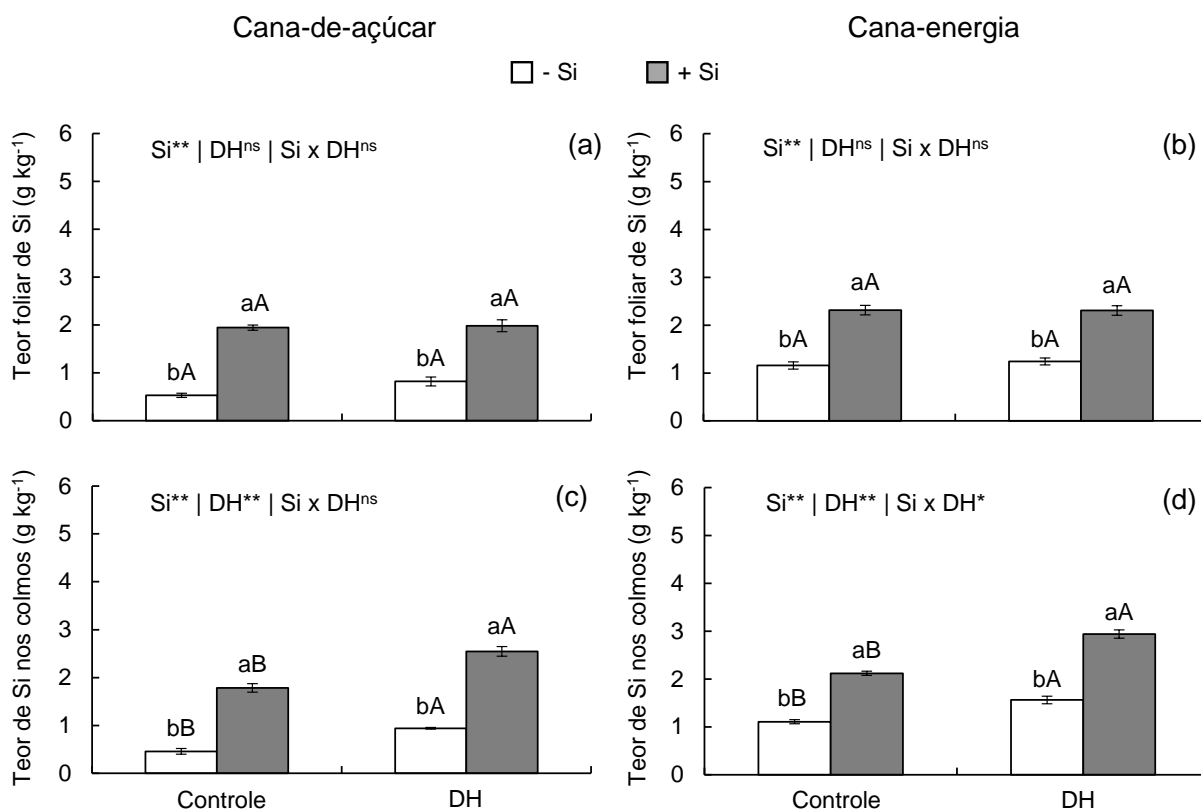 Cana-de-açúcar
Cana-energia
- Si
+ Si
Teor foliar de Si (g kg⁻¹)
6
5
4
3
2
1
0
Si** | DHⁿˢ | Si x DHⁿˢ
(a)
bA
aA
bA
aA
Teor foliar de Si (g kg⁻¹)
6
5
4
3
2
1
0
Si** | DHⁿˢ | Si x DHⁿˢ
(b)
bA
aA
bA
aA
Teor de Si nos colmos (g kg⁻¹)
6
5
4
3
2
1
0
Si** | DH** | Si x DHⁿˢ
(c)
bB
aB
bA
aA
Controle
DH
Teor de Si nos colmos (g kg⁻¹)
6
5
4
3
2
1
0
Si** | DH** | Si x DH*
(d)
bB
aB
bA
aA
Controle
DH